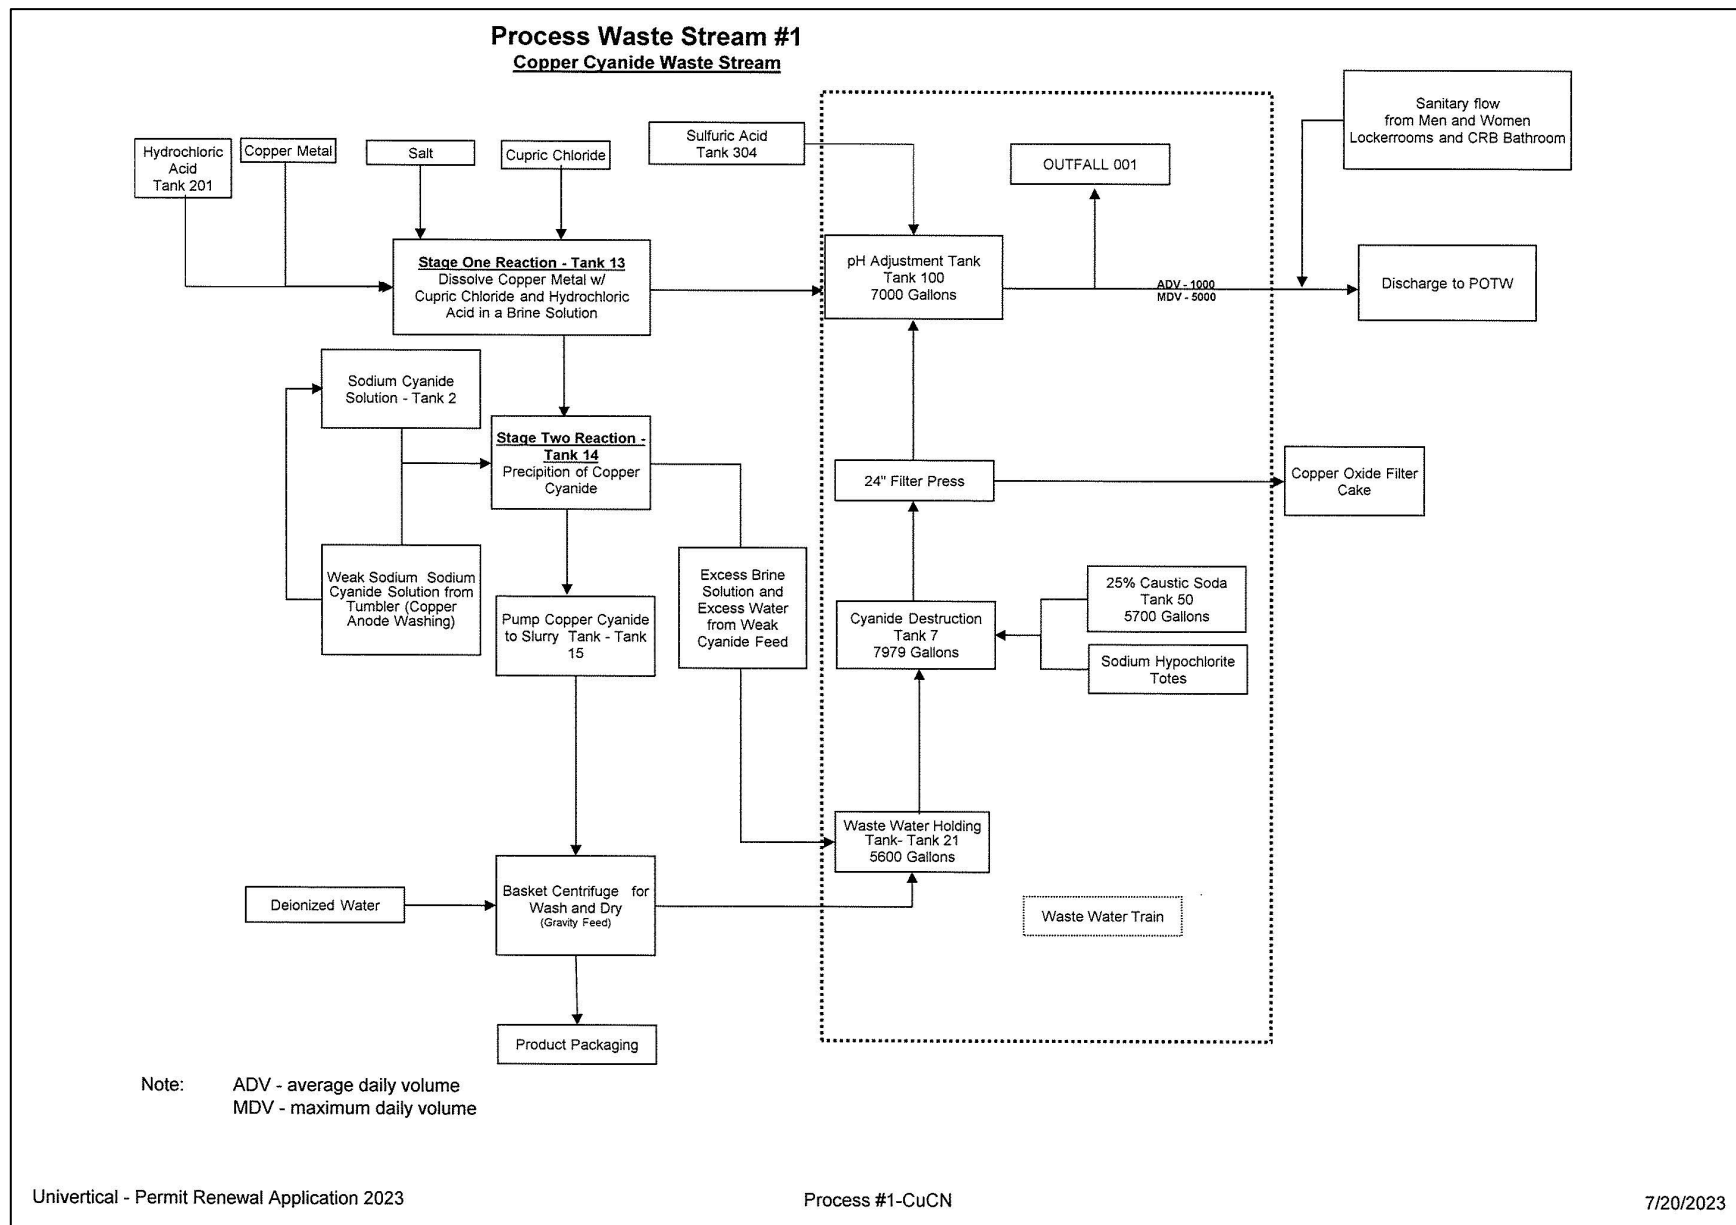 Process Waste Stream #1
Copper Cyanide Waste Stream
Hydrochloric
Acid
Tank 201
Copper Metal
Salt
Cupric Chloride
Sulfuric Acid
Tank 304
OUTFALL 001
Sanitary flow
from Men and Women
Lockerrooms and CRB Bathroom
Stage One Reaction - Tank 13
Dissolve Copper Metal w/
Cupric Chloride and Hydrochloric
Acid in a Brine Solution
pH Adjustment Tank
Tank 100
7000 Gallons
ADV - 1000
MDV - 5000
Discharge to POTW
Sodium Cyanide
Solution - Tank 2
Stage Two Reaction -
Tank 14
Precipition of Copper
Cyanide
24" Filter Press
Copper Oxide Filter
Cake
Weak Sodium Sodium
Cyanide Solution from
Tumbler (Copper
Anode Washing)
Pump Copper Cyanide
to Slurry Tank - Tank
15
Excess Brine
Solution and
Excess Water
from Weak
Cyanide Feed
Cyanide Destruction
Tank 7
7979 Gallons
25% Caustic Soda
Tank 50
5700 Gallons
Sodium Hypochlorite
Totes
Waste Water Holding
Tank- Tank 21
5600 Gallons
Deionized Water
Basket Centrifuge for
Wash and Dry
(Gravity Feed)
Waste Water Train
Product Packaging
Note: ADV - average daily volume
MDV - maximum daily volume
Univertical - Permit Renewal Application 2023
Process #1-CuCN
7/20/2023